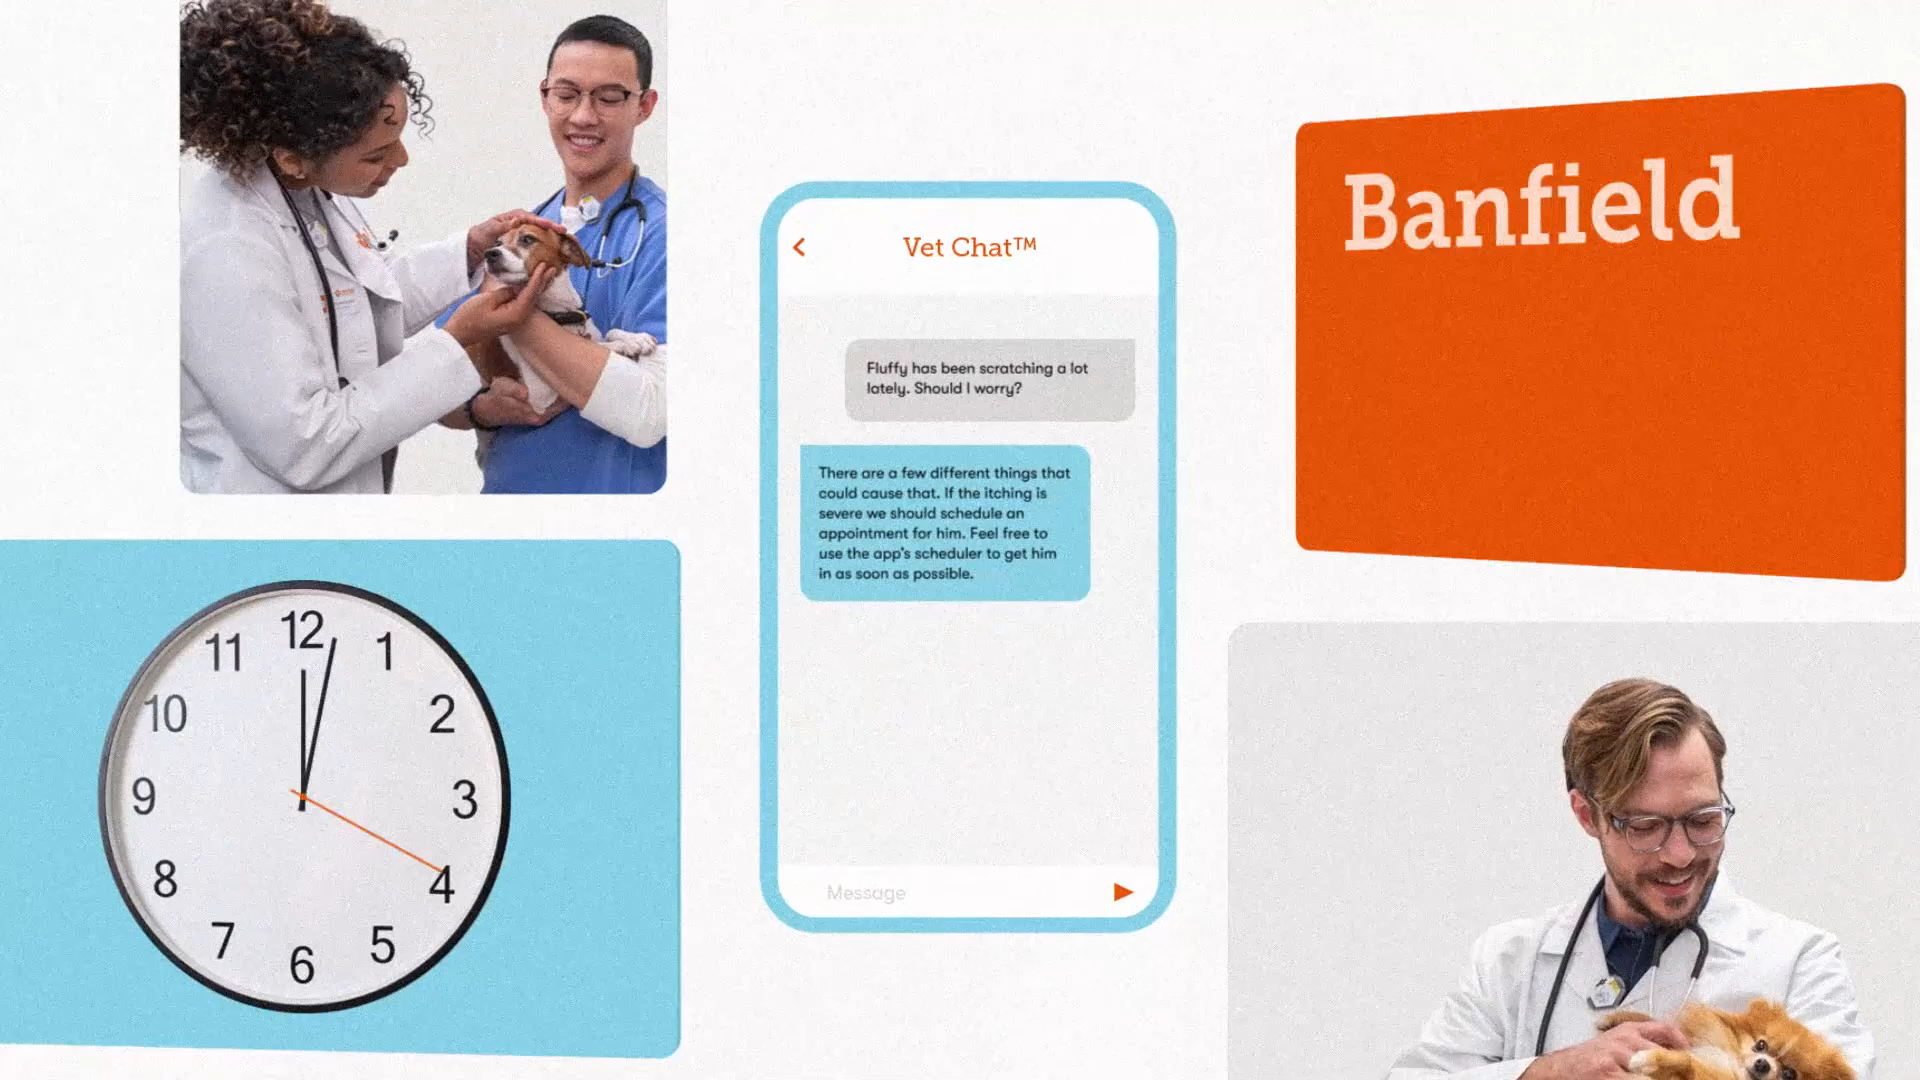 Banfield
Vet Chat™
Fluffy has been scratching a lot
lately. Should I worry?
There are a few different things that
could cause that. If the itching is
severe we should schedule an
appointment for him. Feel free to
use the app's scheduler to get him
in as soon as possible.
Message
12
1
2
3
4
5
6
7
8
9
10
11